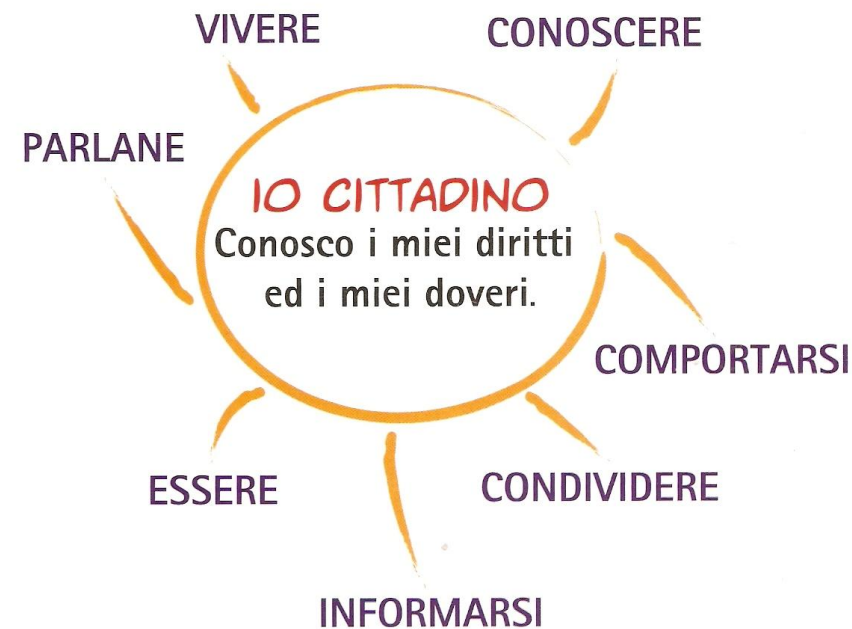 VIVERE
CONOSCERE
PARLANE
IO CITTADINO
Conosco i miei diritti
ed i miei doveri.
COMPORTARSI
ESSERE
CONDIVIDERE
INFORMARSI